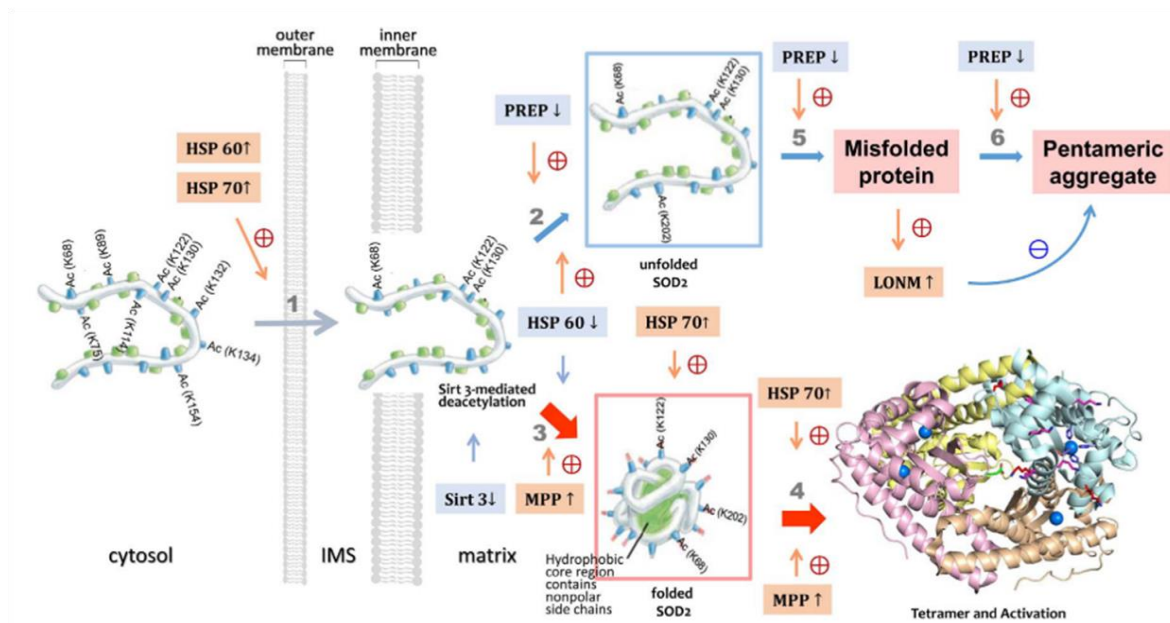 outer
membrane
inner
membrane
HSP 60↑
HSP 70↑
⊕
Ac (K68)
Ac (K89)
Ac (K122)
Ac (K130)
Ac (K132)
Ac (K75)
Ac (K114)
Ac (K134)
Ac (K154)
1
cytosol
IMS
matrix
Ac (K68)
Ac (K122)
Ac (K130)
Sirt 3-mediated
deacetylation
Sirt 3↓
MPP ↑
⊕
3
PREP ↓
⊕
2
⊕
HSP 60 ↓
Ac (K68)
Ac (K122)
Ac (K130)
Ac (K202)
unfolded
SOD2
HSP 70↑
⊕
Ac (K122)
Ac (K130)
Ac (K202)
Ac (K68)
Hydrophobic
core region
contains
nonpolar
side chains
folded
SOD2
PREP ↓
⊕
5
Misfolded
protein
PREP ↓
⊕
6
Pentameric
aggregate
⊕
LONM ↑
⊖
HSP 70↑
⊕
4
⊕
MPP ↑
Tetramer and Activation